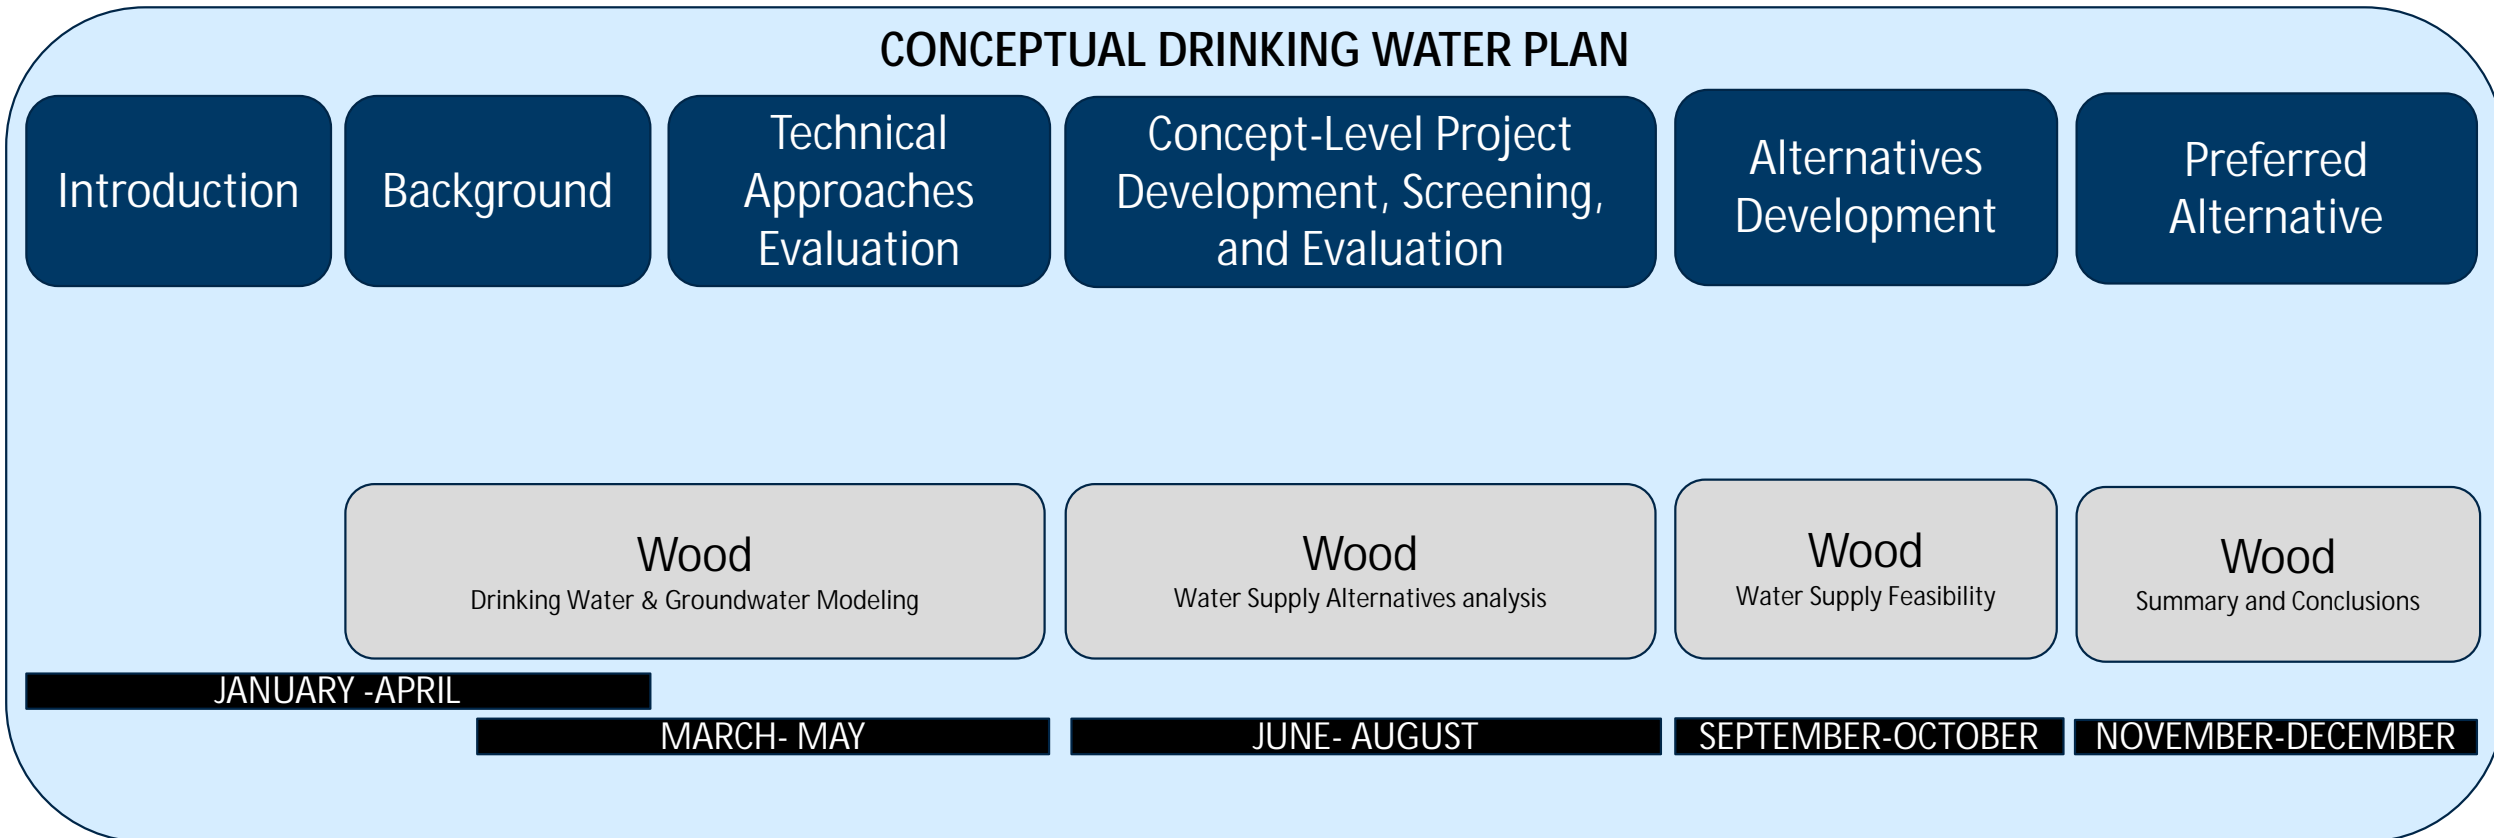 CONCEPTUAL DRINKING WATER PLAN
Introduction
Background
Technical
Approaches
Evaluation
Concept-Level Project
Development, Screening,
and Evaluation
Alternatives
Development
Preferred
Alternative
Wood
Drinking Water & Groundwater Modeling
Wood
Water Supply Alternatives analysis
Wood
Water Supply Feasibility
Wood
Summary and Conclusions
JANUARY -APRIL
MARCH- MAY
JUNE- AUGUST
SEPTEMBER-OCTOBER
NOVEMBER-DECEMBER